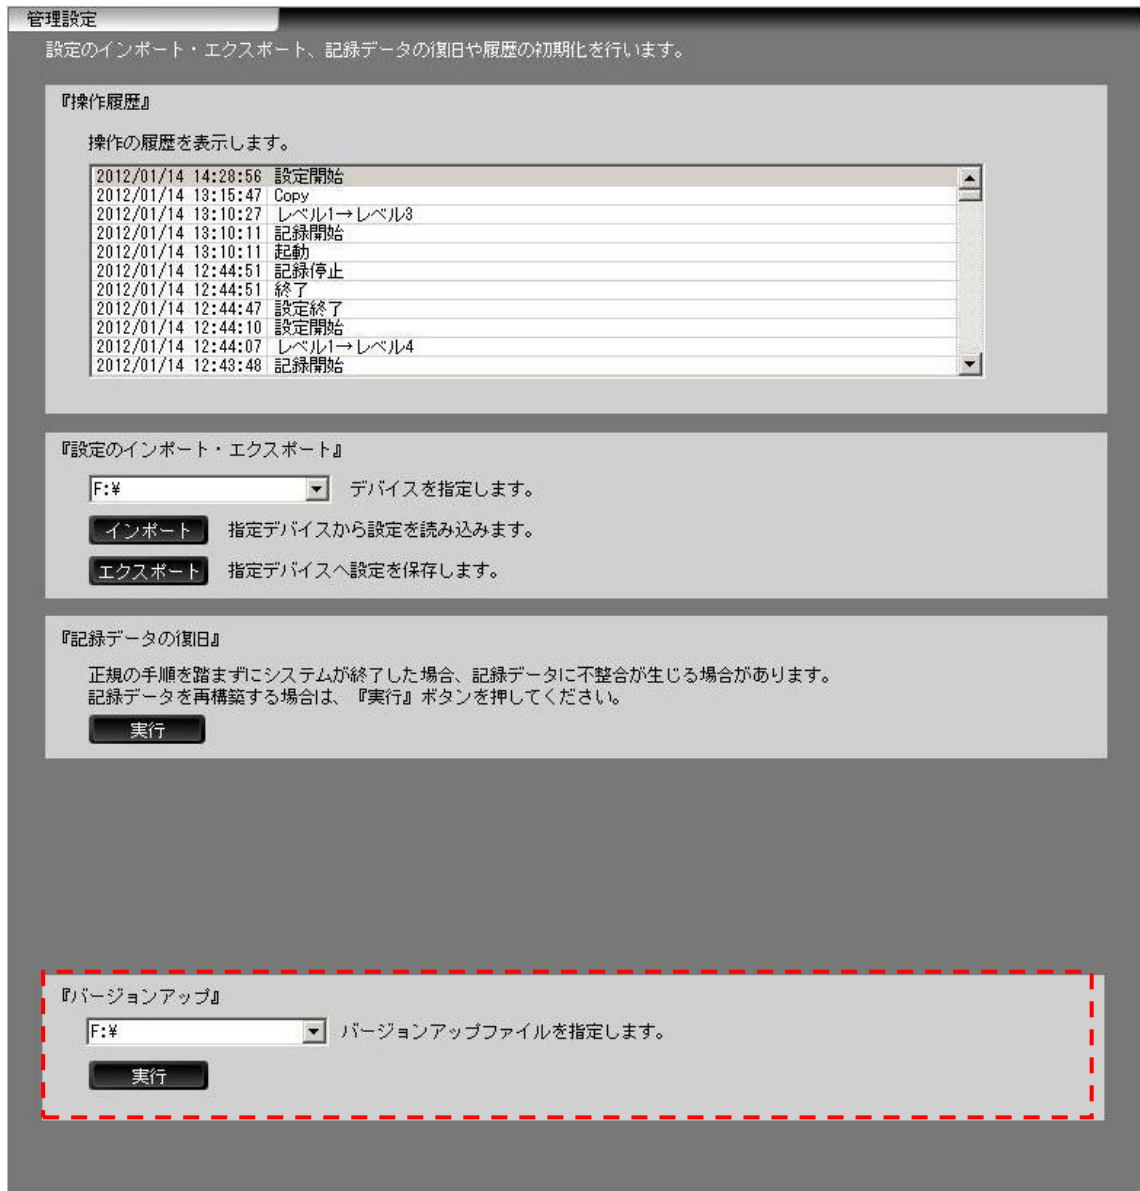 管理設定
設定のインポート・エクスポート、記録データの復旧や履歴の初期化を行います。
『操作履歴』
操作の履歴を表示します。
2012/01/14 14:28:56 設定開始
2012/01/14 13:15:47 Copy
2012/01/14 13:10:27 レベル1→レベル3
2012/01/14 13:10:11 記録開始
2012/01/14 13:10:11 起動
2012/01/14 12:44:51 記録停止
2012/01/14 12:44:51 終了
2012/01/14 12:44:47 設定終了
2012/01/14 12:44:10 設定開始
2012/01/14 12:44:07 レベル1→レベル4
2012/01/14 12:43:48 記録開始
『設定のインポート・エクスポート』
F:¥ デバイスを指定します。
インポート 指定デバイスから設定を読み込みます。
エクスポート 指定デバイスへ設定を保存します。
『記録データの復旧』
正規の手順を踏まずにシステムが終了した場合、記録データに不整合が生じる場合があります。
記録データを再構築する場合は、『実行』ボタンを押してください。
実行
『バージョンアップ』
F:¥ バージョンアップファイルを指定します。
実行